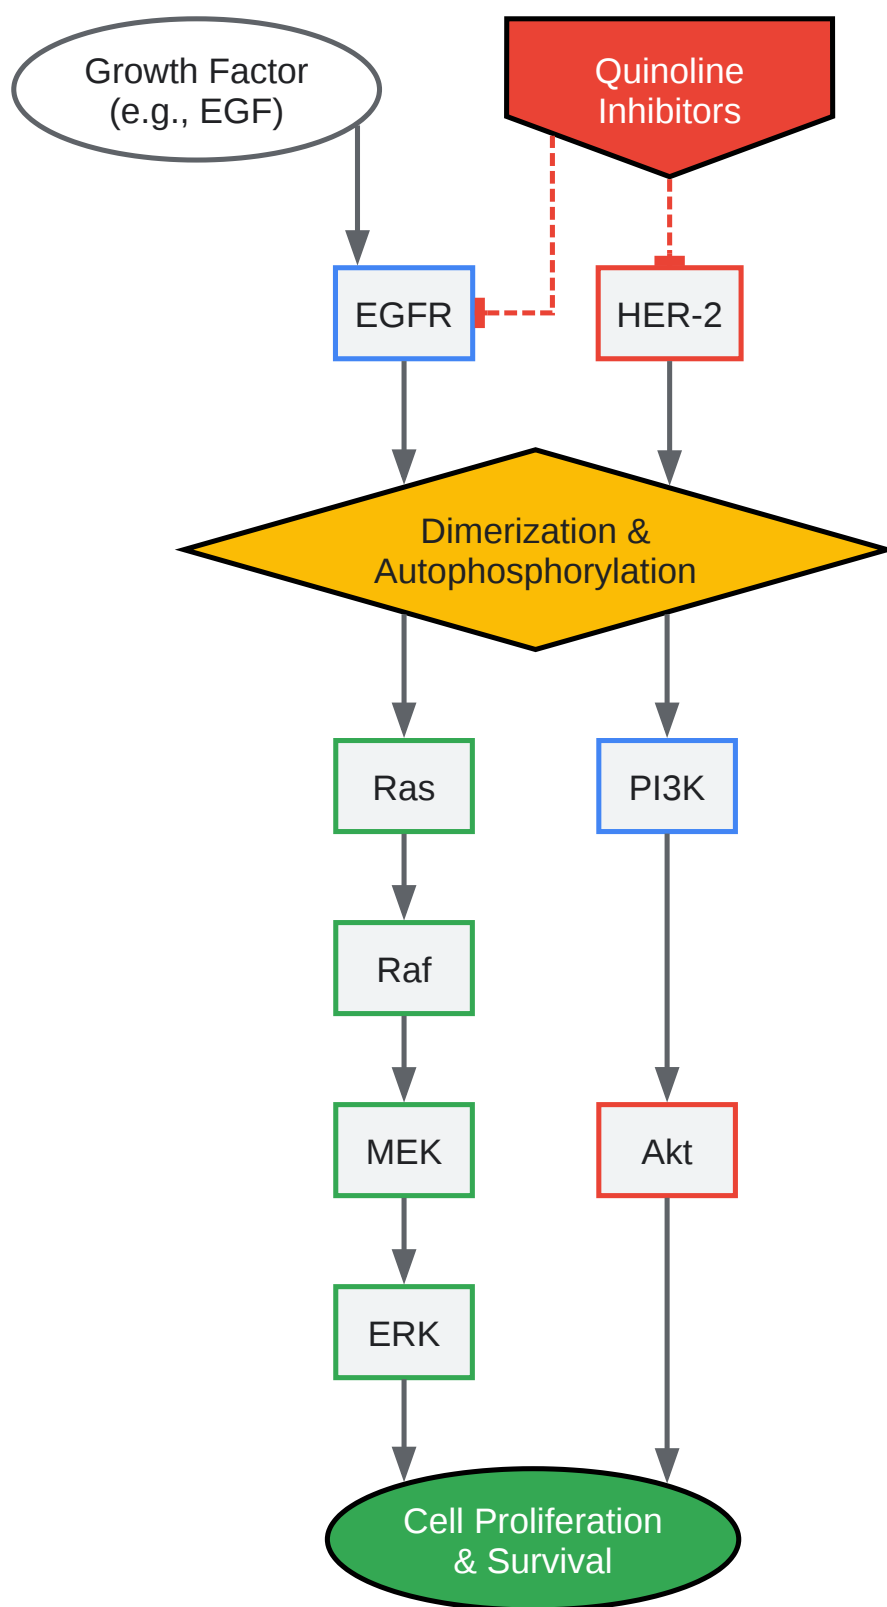 Growth Factor
(e.g., EGF)
Quinoline
Inhibitors
EGFR
HER-2
Dimerization &
Autophosphorylation
Ras
PI3K
Raf
MEK
Akt
ERK
Cell Proliferation
& Survival